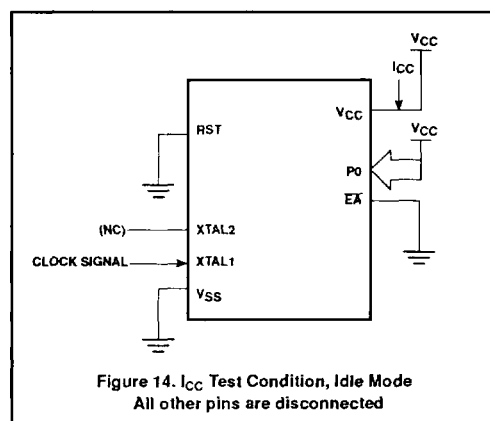 VCC
ICC
VCC
RST
VCC
P0
EA
(NC)
XTAL2
CLOCK SIGNAL
XTAL1
VSS
Figure 14. ICC Test Condition, Idle Mode
All other pins are disconnected